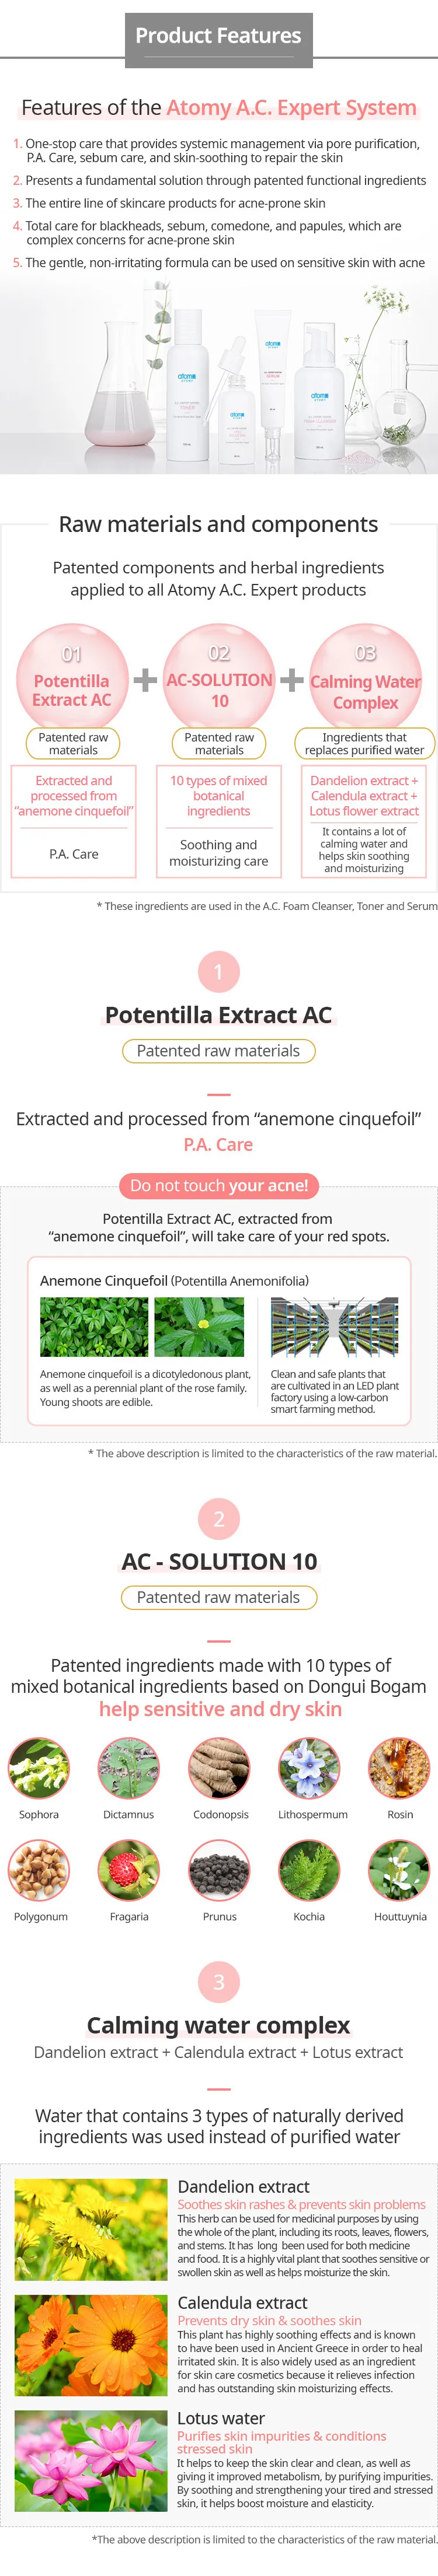 Product Features
Features of the Atomy A.C. Expert System
1. One-stop care that provides systemic management via pore purification,
P.A. Care, sebum care, and skin-soothing to repair the skin
2. Presents a fundamental solution through patented functional ingredients
3. The entire line of skincare products for acne-prone skin
4. Total care for blackheads, sebum, comedone, and papules, which are
complex concerns for acne-prone skin
5. The gentle, non-irritating formula can be used on sensitive skin with acne
atomy
atomy
atomy
atomy
Raw materials and components
Patented components and herbal ingredients
applied to all Atomy A.C. Expert products
01
Potentilla
Extract AC
Patented raw
materials
Extracted and
processed from
“anemone cinquefoil”
P.A. Care
02
AC-SOLUTION
10
Patented raw
materials
10 types of mixed
botanical
ingredients
Soothing and
moisturizing care
03
Calming Water
Complex
Ingredients that
replaces purified water
Dandelion extract +
Calendula extract +
Lotus flower extract
It contains a lot of
calming water and
helps skin soothing
and moisturizing
* These ingredients are used in the A.C. Foam Cleanser, Toner and Serum
1
Potentilla Extract AC
Patented raw materials
Extracted and processed from “anemone cinquefoil”
P.A. Care
Do not touch your acne!
Potentilla Extract AC, extracted from
“anemone cinquefoil”, will take care of your red spots.
Anemone Cinquefoil (Potentilla Anemonifolia)
Anemone cinquefoil is a dicotyledonous plant,
as well as a perennial plant of the rose family.
Young shoots are edible.
Clean and safe plants that
are cultivated in an LED plant
factory using a low-carbon
smart farming method.
* The above description is limited to the characteristics of the raw material.
2
AC - SOLUTION 10
Patented raw materials
Patented ingredients made with 10 types of
mixed botanical ingredients based on Dongui Bogam
help sensitive and dry skin
Sophora
Dictamnus
Codonopsis
Lithospermum
Rosin
Polygonum
Fragaria
Prunus
Kochia
Houttuynia
3
Calming water complex
Dandelion extract + Calendula extract + Lotus extract
Water that contains 3 types of naturally derived
ingredients was used instead of purified water
Dandelion extract
Soothes skin rashes & prevents skin problems
This herb can be used for medicinal purposes by using
the whole of the plant, including its roots, leaves, flowers,
and stems. It has long been used for both medicine
and food. It is a highly vital plant that soothes sensitive or
swollen skin as well as helps moisturize the skin.
Calendula extract
Prevents dry skin & soothes skin
This plant has highly soothing effects and is known
to have been used in Ancient Greece in order to heal
irritated skin. It is also widely used as an ingredient
for skin care cosmetics because it relieves infection
and has outstanding skin moisturizing effects.
Lotus water
Purifies skin impurities & conditions
stressed skin
It helps to keep the skin clear and clean, as well as
giving it improved metabolism, by purifying impurities.
By soothing and strengthening your tired and stressed
skin, it helps boost moisture and elasticity.
*The above description is limited to the characteristics of the raw material.